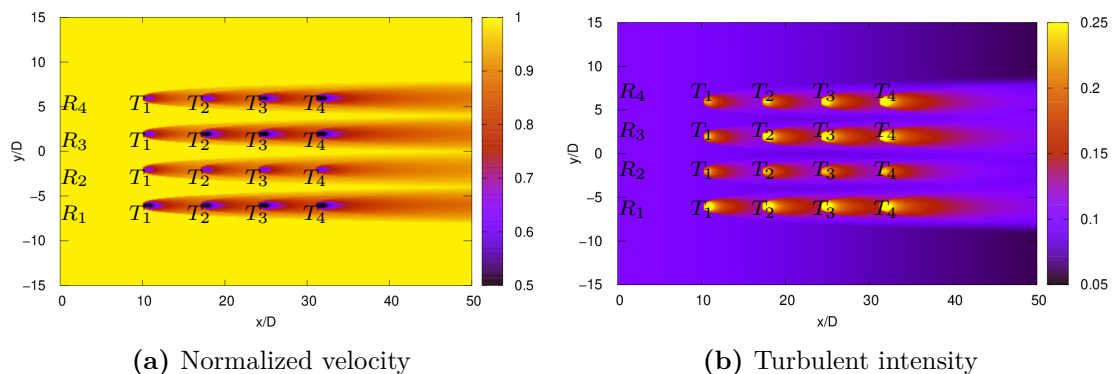 15
10
5
0
−5
−10
−15
y/D
R4 T1 T2 T3 T4
R3 T1 T2 T3 T4
R2 T1 T2 T3 T4
R1 T1 T2 T3 T4
0 10 20 30 40 50
x/D
1
0.9
0.8
0.7
0.6
0.5
(a) Normalized velocity
15
10
5
0
−5
−10
−15
y/D
R4 T1 T2 T3 T4
R3 T1 T2 T3 T4
R2 T1 T2 T3 T4
R1 T1 T2 T3 T4
0 10 20 30 40 50
x/D
0.25
0.2
0.15
0.1
0.05
(b) Turbulent intensity